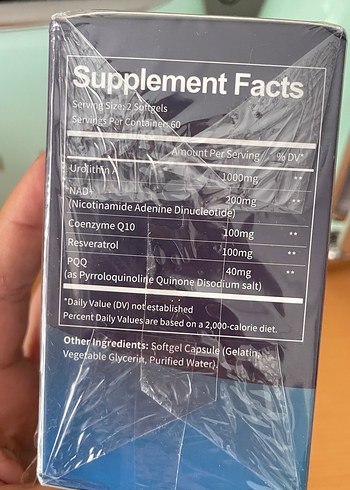 Supplement Facts
Serving Size: 2 Softgels
Servings Per Container: 60
Amount Per Serving % DV*
Urolithin A 1000mg **
NAD+ 200mg **
(Nicotinamide Adenine Dinucleotide)
Coenzyme Q10 100mg **
Resveratrol 100mg **
PQQ 40mg **
(as Pyrroloquinoline Quinone Disodium salt)
*Daily Value (DV) not established
Percent Daily Values are based on a 2,000-calorie diet.
Other Ingredients: Softgel Capsule (Gelatin,
Vegetable Glycerin, Purified Water).